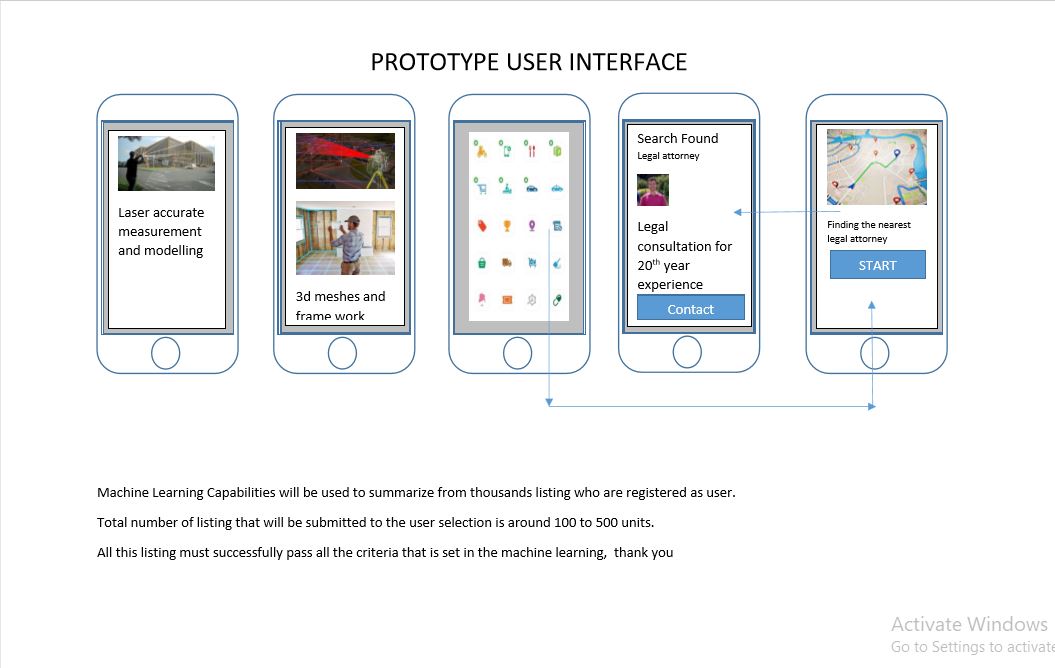 PROTOTYPE USER INTERFACE
Laser accurate
measurement
and modelling
3d meshes and
frame work
Search Found
Legal attorney
Legal
consultation for
20th year
experience
Contact
Finding the nearest
legal attorney
START
Machine Learning Capabilities will be used to summarize from thousands listing who are registered as user.
Total number of listing that will be submitted to the user selection is around 100 to 500 units.
All this listing must successfully pass all the criteria that is set in the machine learning,  thank you
Activate Windows
Go to Settings to activate